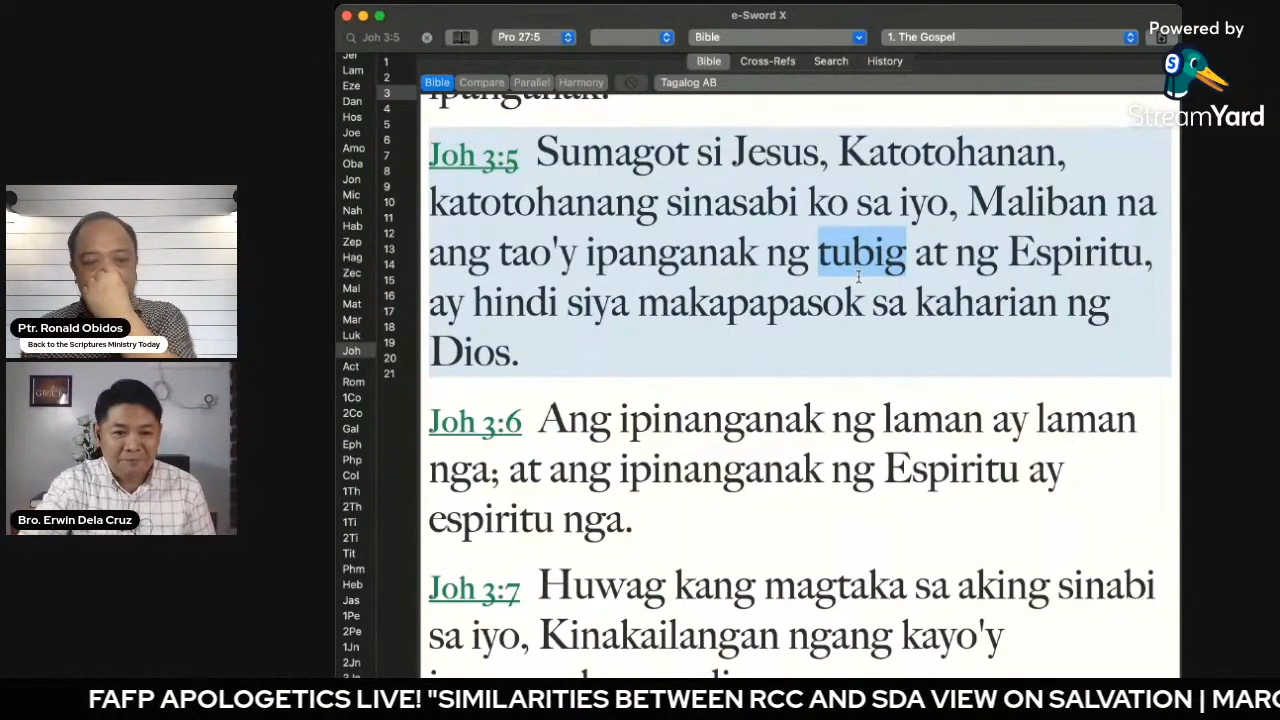 e-Sword X
Joh 3:5
Pro 27:5
Bible
1. The Gospel
Bible
Cross-Refs
Search
History
Bible
Compare
Parallel
Harmony
Tagalog AB
Powered by
StreamYard
Jer
Lam
Eze
Dan
Hos
Joe
Amo
Oba
Jon
Mic
Nah
Hab
Zep
Hag
Zec
Mal
Mat
Mar
Luk
Joh
Act
Rom
1Co
2Co
Gal
Eph
Php
Col
1Th
2Th
1Ti
2Ti
Tit
Phm
Heb
Jas
1Pe
2Pe
1Jn
2Jn
1
2
3
4
5
6
7
8
9
10
11
12
13
14
15
16
17
18
19
20
21
ipanganak.
Joh 3:5 Sumagot si Jesus, Katotohanan,
katotohanang sinasabi ko sa iyo, Maliban na
ang tao'y ipanganak ng tubig at ng Espiritu,
ay hindi siya makapapasok sa kaharian ng
Dios.
Joh 3:6 Ang ipinanganak ng laman ay laman
nga; at ang ipinanganak ng Espiritu ay
espiritu nga.
Joh 3:7 Huwag kang magtaka sa aking sinabi
sa iyo, Kinakailangan ngang kayo'y
Ptr. Ronald Obidos
Back to the Scriptures Ministry Today
Bro. Erwin Dela Cruz
FAFP APOLOGETICS LIVE! "SIMILARITIES BETWEEN RCC AND SDA VIEW ON SALVATION | MARC